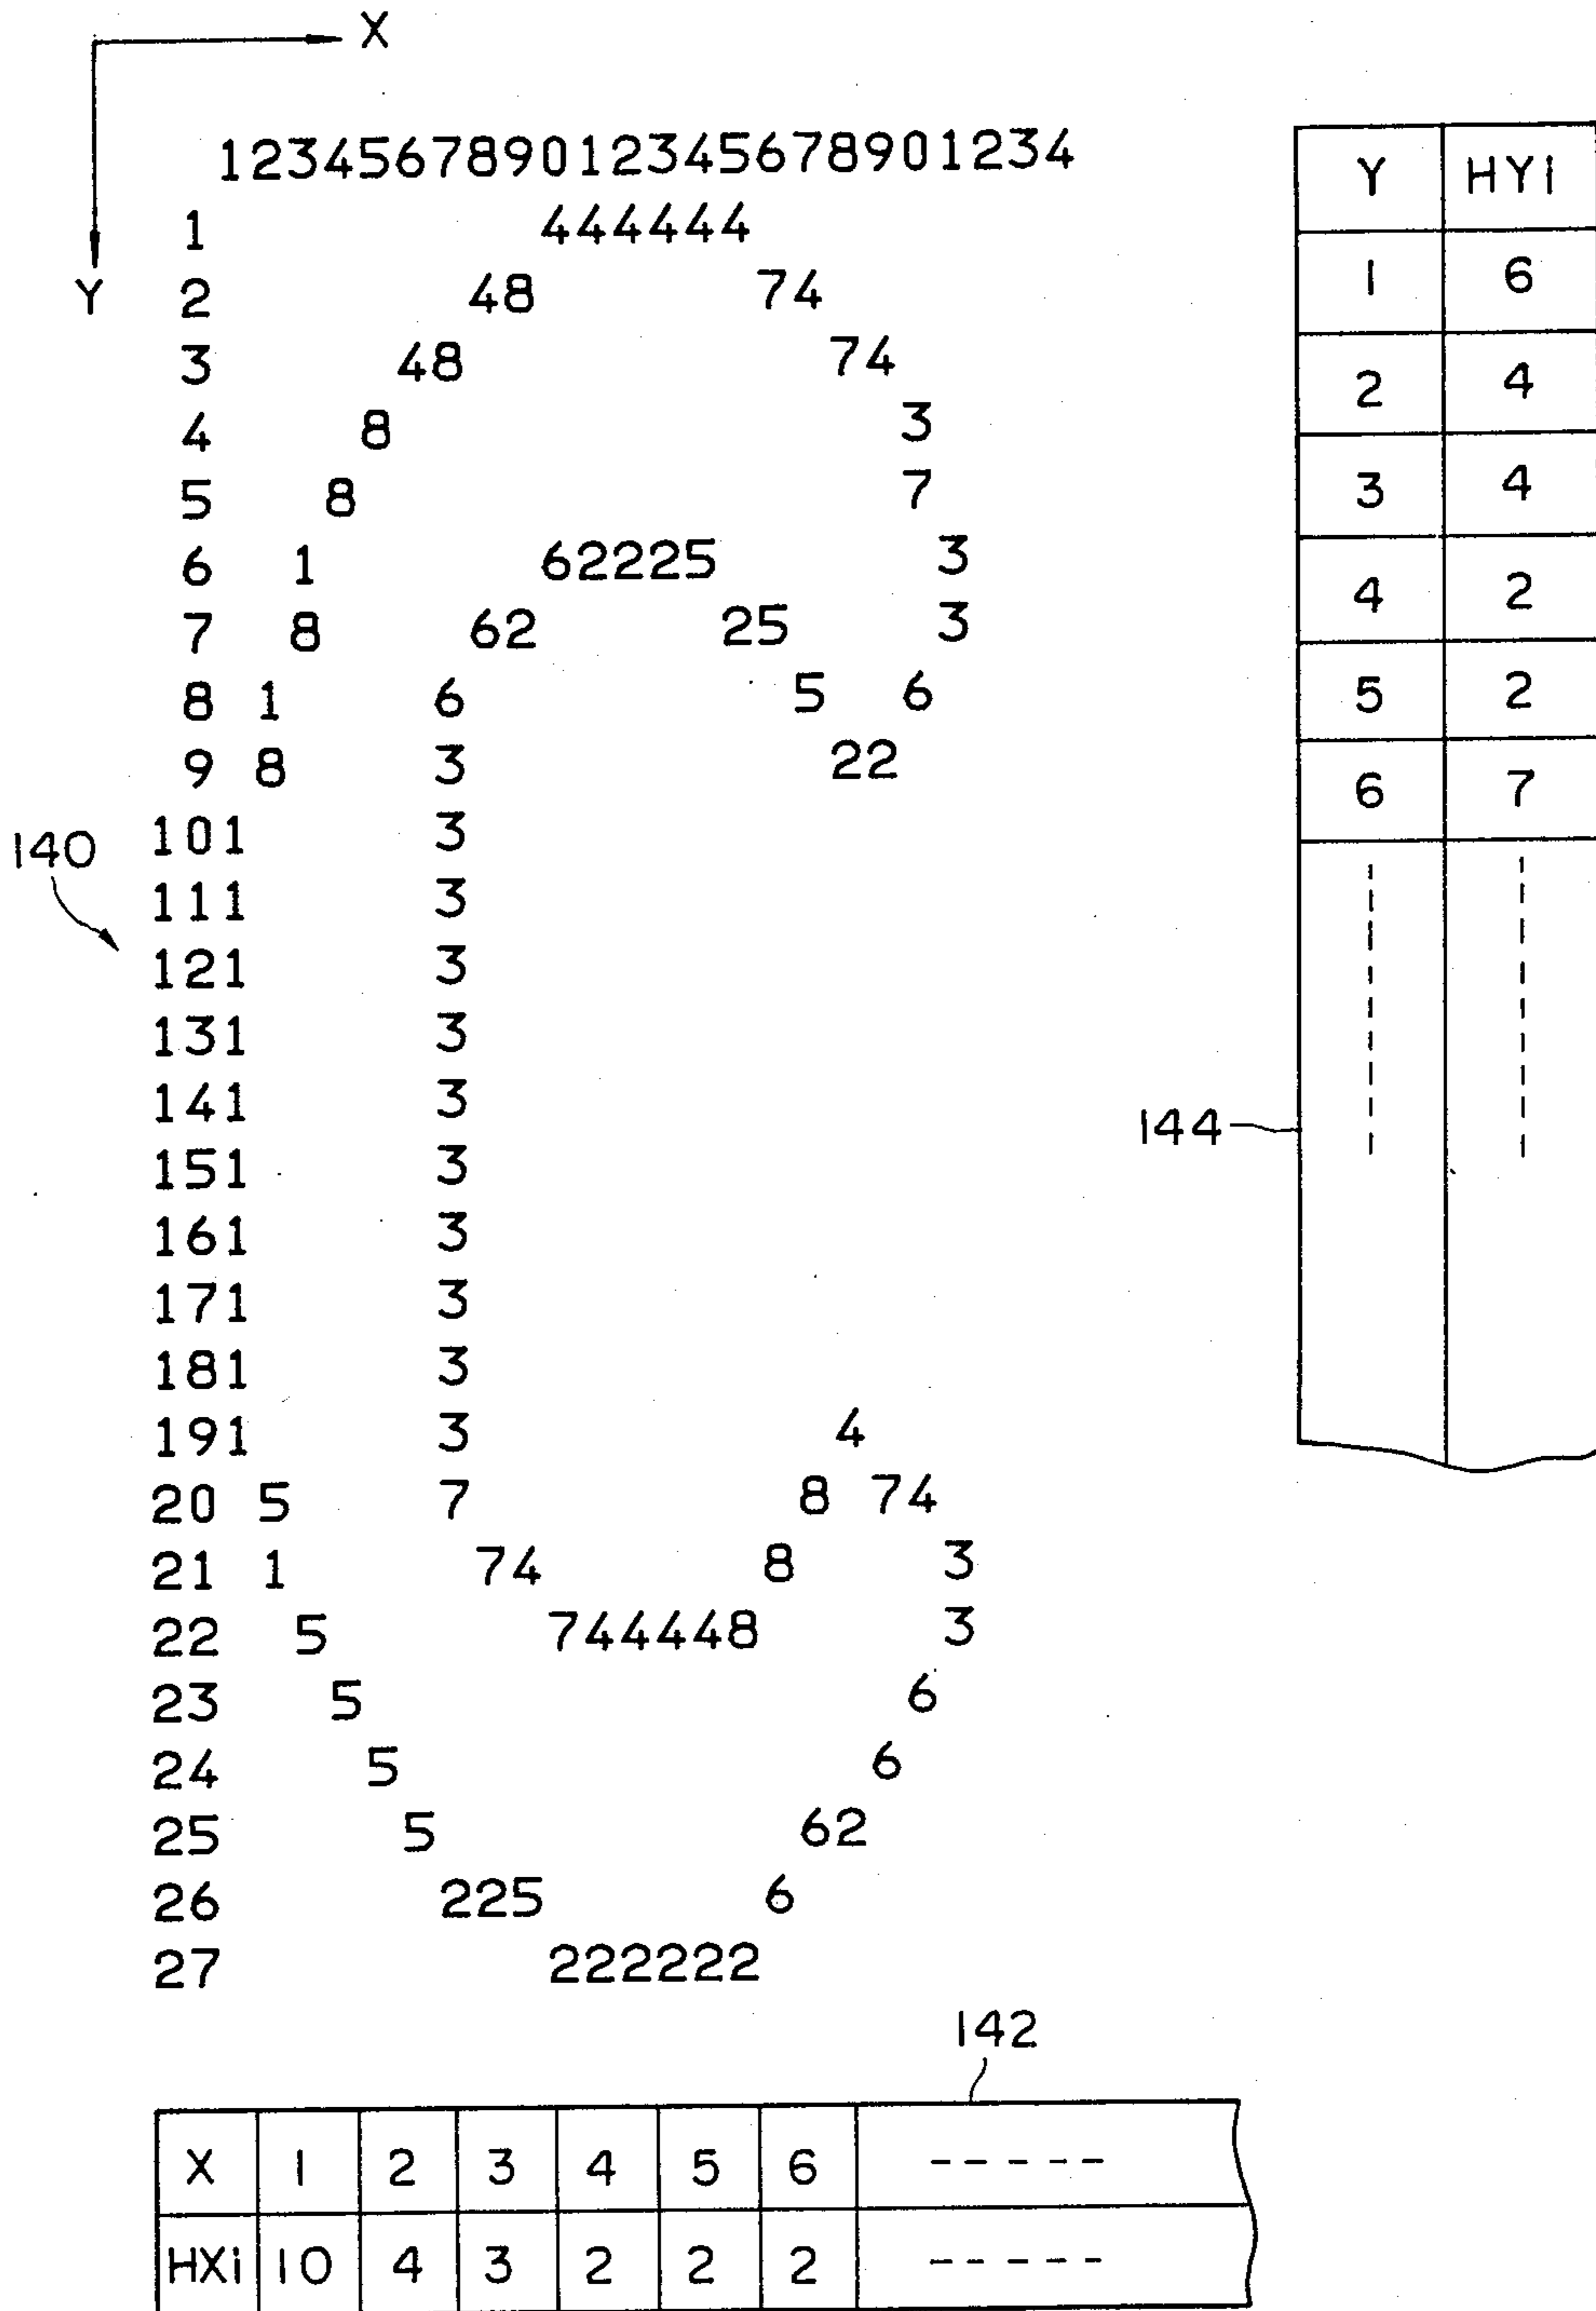 X
123456789012345678901234
1 444444
Y 2 48 74
3 48 74
4 8 3
5 8 7
6 1 62225 3
7 8 62 25 3
8 1 6 5 6
9 8 3 22
101 3
140
111 3
121 3
131 3
141 3
151 3
161 3
171 3
181 3
191 3 4
20 5 7 8 74
21 1 74 8 3
22 5 744448 3
23 5 6
24 5 6
25 5 62
26 225 6
27 222222
Y HYi
1 6
2 4
3 4
4 2
5 2
6 7
144
142
X 1 2 3 4 5 6 -----
HXi 10 4 3 2 2 2 -----